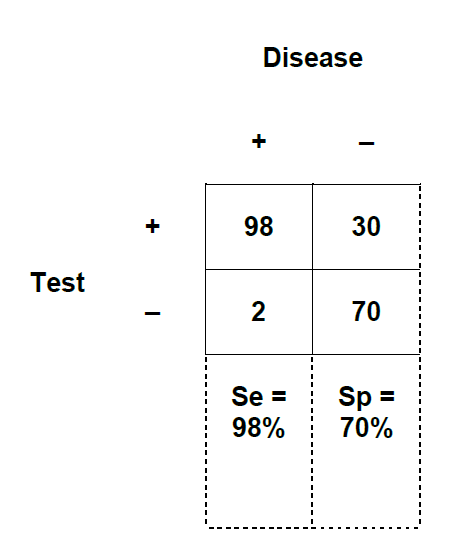 Disease
+ –
+ 98 30
Test
– 2 70
Se = Sp =
98% 70%